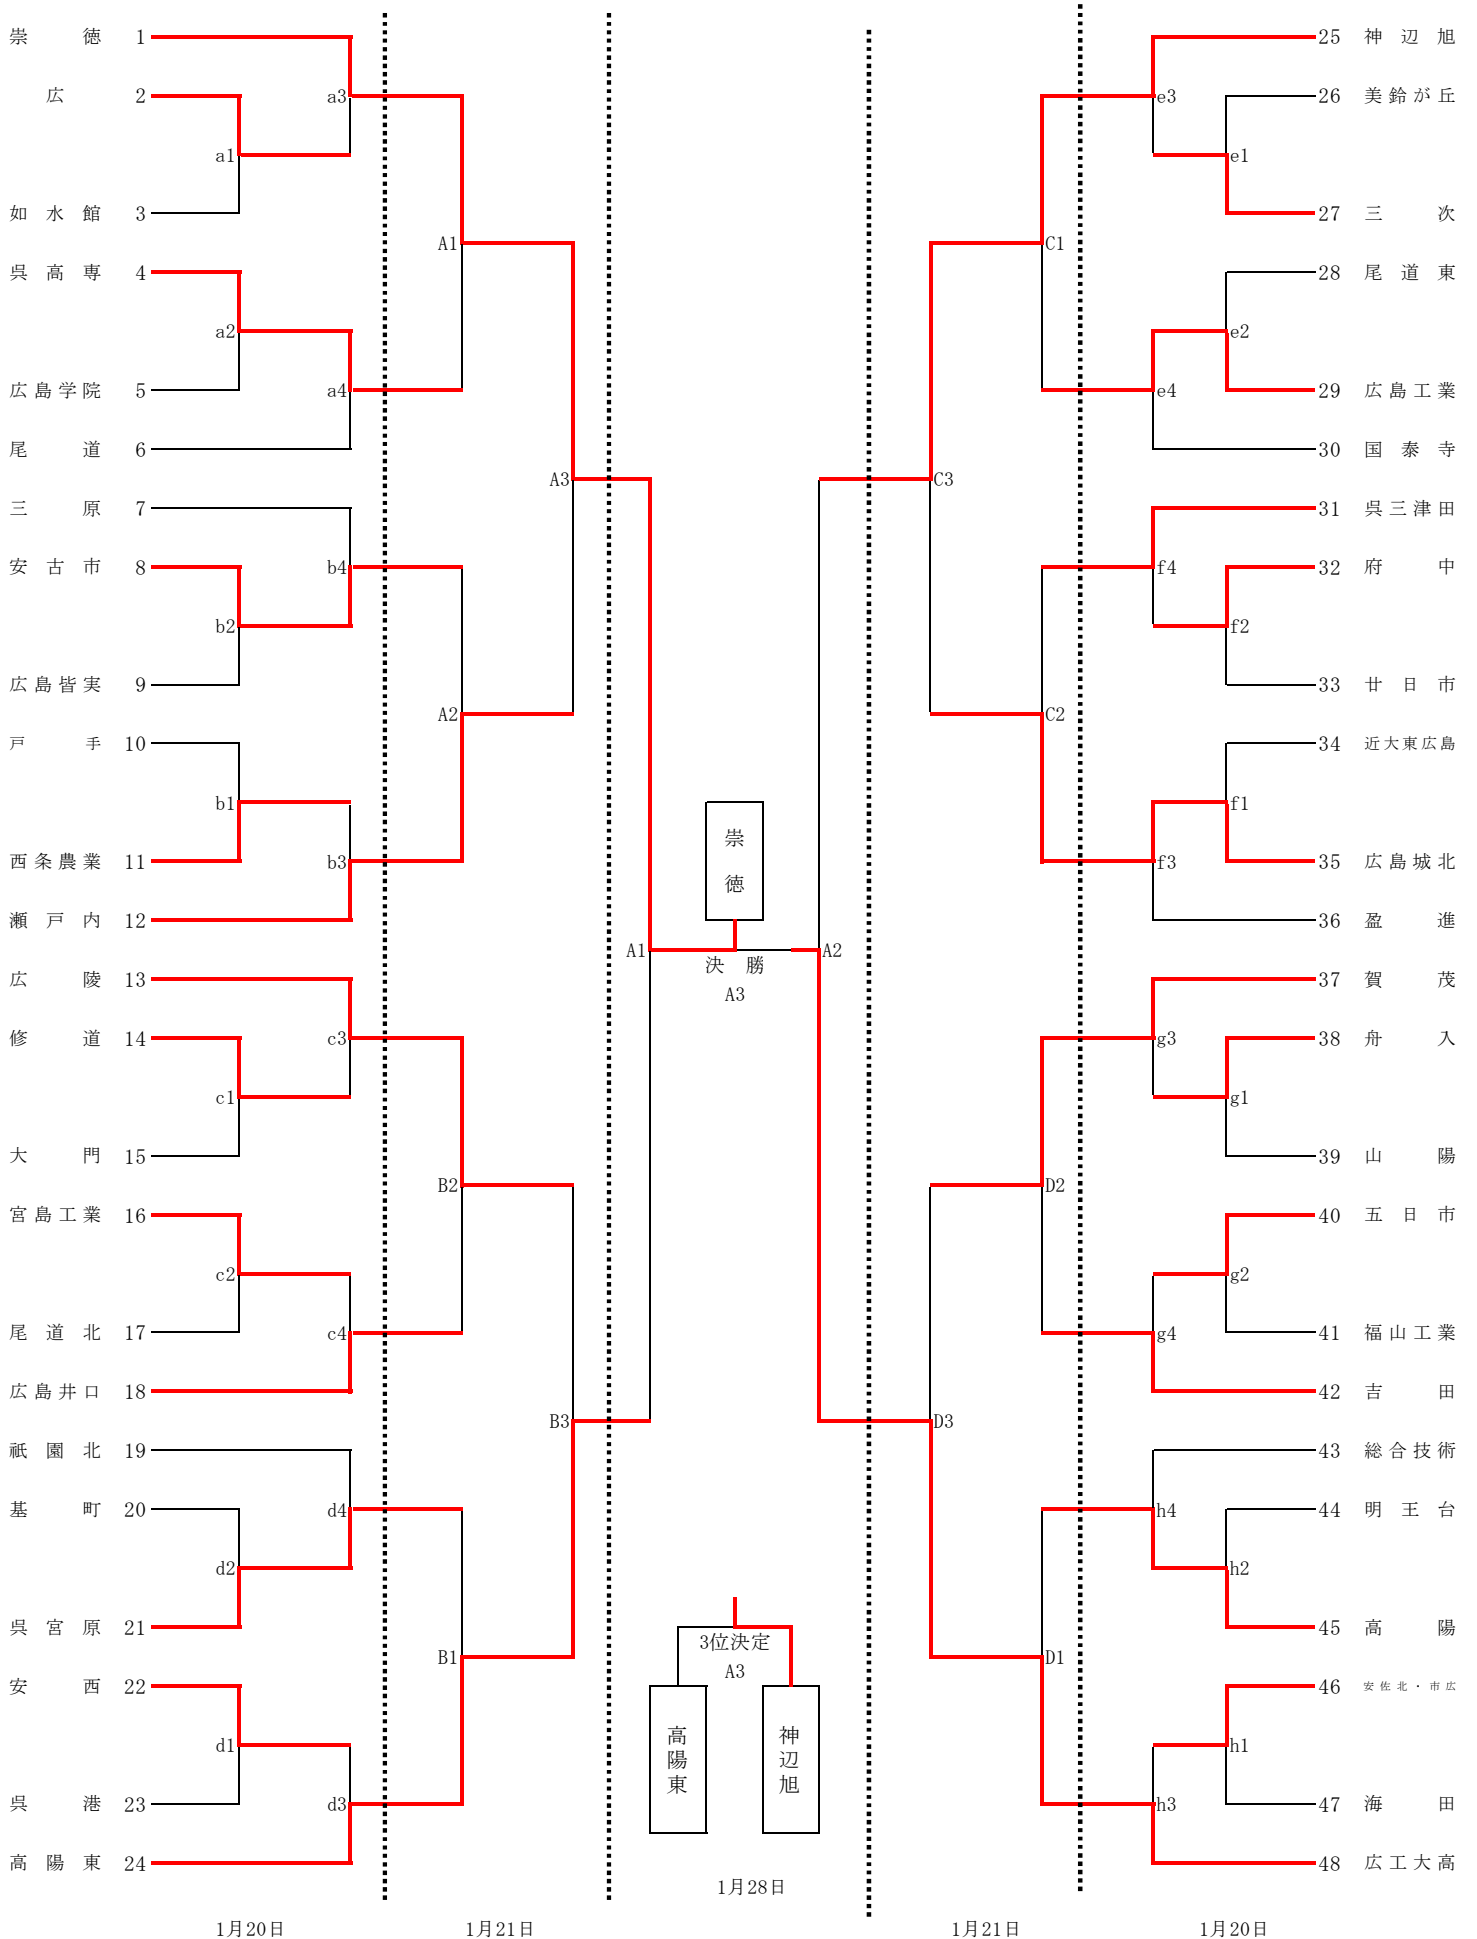 崇徳 1
広 2
如水館 3
呉高専 4
広島学院 5
尾道 6
三原 7
安古市 8
広島皆実 9
戸手 10
西条農業 11
瀬戸内 12
広陵 13
修道 14
大門 15
宮島工業 16
尾道北 17
広島井口 18
祇園北 19
基町 20
呉宮原 21
安西 22
呉港 23
高陽東 24
a3
a1
a2
a4
b4
b2
b1
b3
c3
c1
c2
c4
d4
d2
d1
d3
A1
A2
B2
B1
A3
B3
A1
崇徳
決勝
A3
A2
3位決定
A3
高陽東
神辺旭
C3
D3
C1
C2
D2
D1
e3
e1
e2
e4
f4
f2
f1
f3
g3
g1
g2
g4
h4
h2
h1
h3
25 神辺旭
26 美鈴が丘
27 三次
28 尾道東
29 広島工業
30 国泰寺
31 呉三津田
32 府中
33 廿日市
34 近大東広島
35 広島城北
36 盈進
37 賀茂
38 舟入
39 山陽
40 五日市
41 福山工業
42 吉田
43 総合技術
44 明王台
45 高陽
46 安佐北・市広
47 海田
48 広工大高
1月20日
1月21日
1月28日
1月21日
1月20日